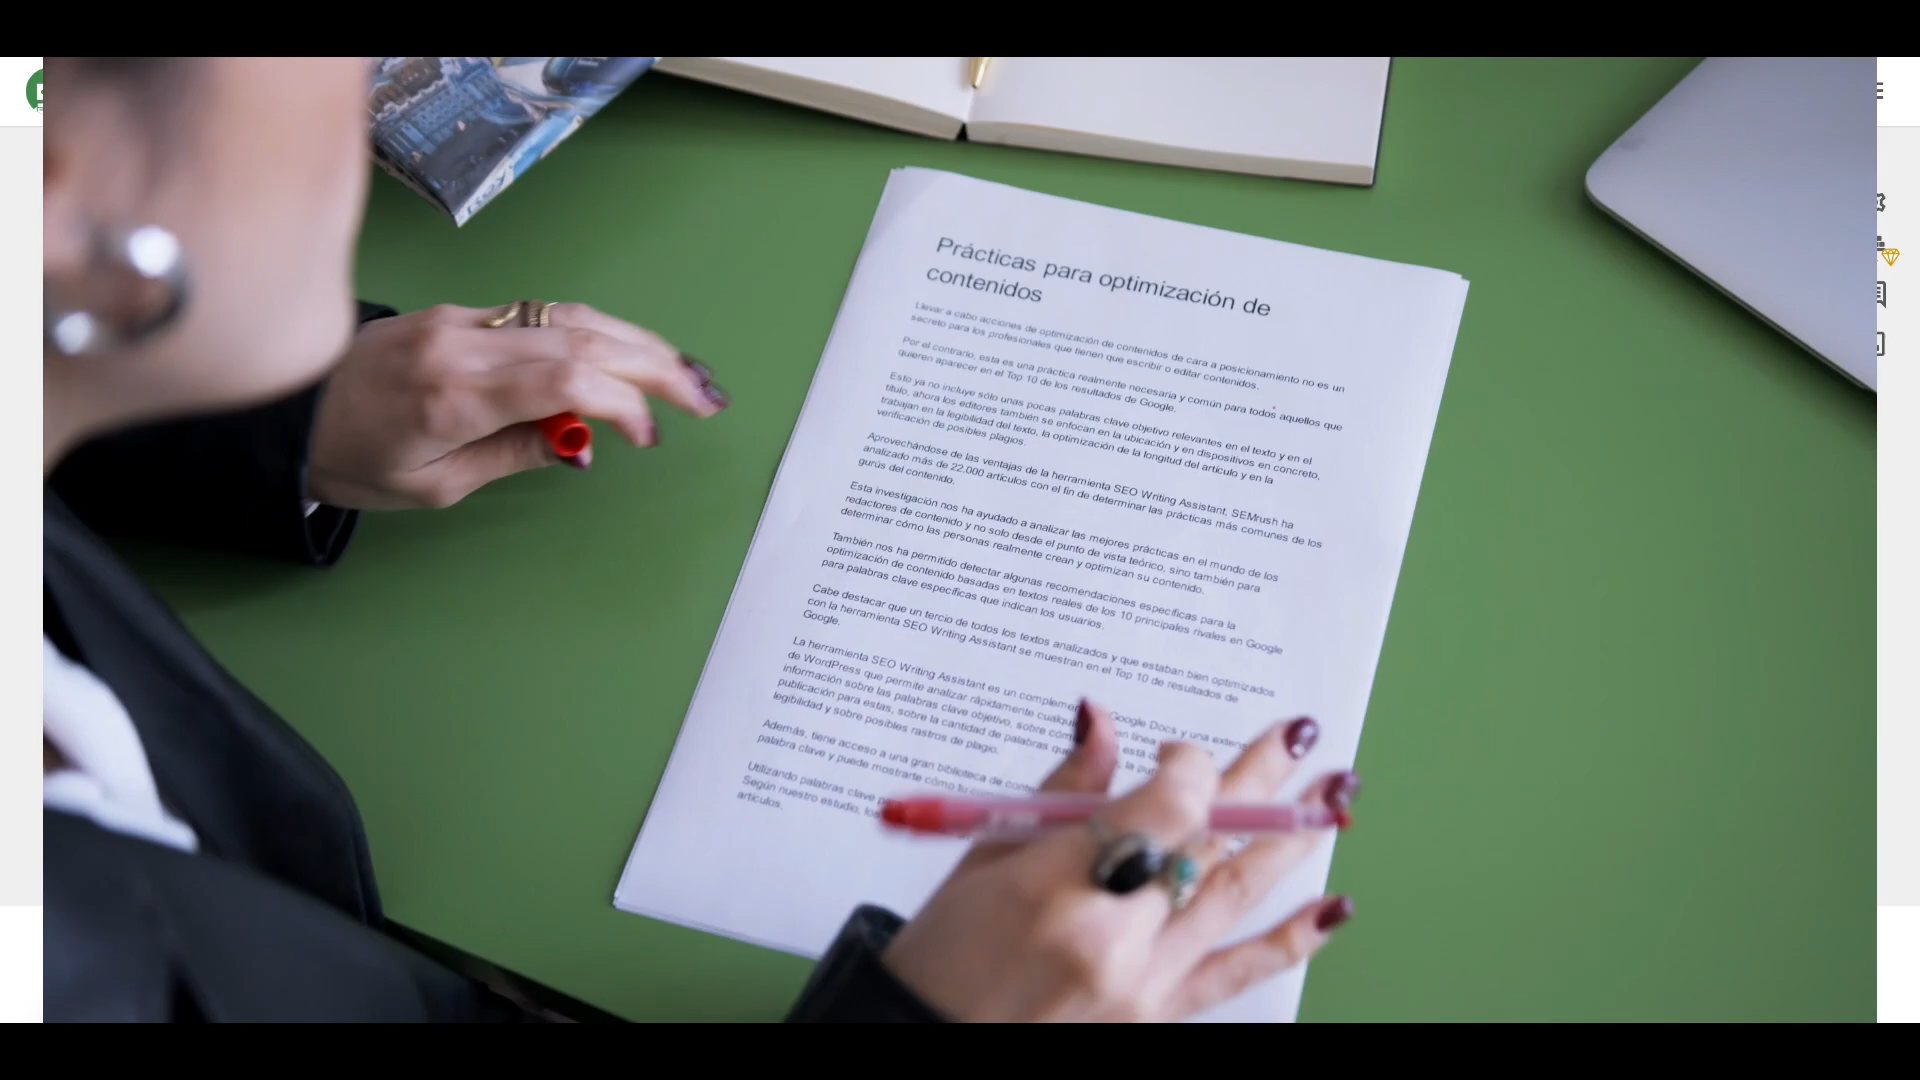 Prácticas para optimización de
contenidos
Llevar a cabo acciones de optimización de contenidos de cara a posicionamiento no es un
secreto para los profesionales que tienen que escribir o editar contenidos.
Por el contrario, esta es una práctica realmente necesaria y común para todos aquellos que
quieren aparecer en el Top 10 de los resultados de Google.
Esto ya no incluye sólo unas pocas palabras clave objetivo relevantes en el texto y en el
título, ahora los editores también se enfocan en la ubicación y en dispositivos en concreto,
trabajan en la legibilidad del texto, la optimización de la longitud del artículo y en la
verificación de posibles plagios.
Aprovechándose de las ventajas de la herramienta SEO Writing Assistant, SEMrush ha
analizado más de 22.000 artículos con el fin de determinar las prácticas más comunes de los
gurús del contenido.
Esta investigación nos ha ayudado a analizar las mejores prácticas en el mundo de los
redactores de contenido y no solo desde el punto de vista teórico, sino también para
determinar cómo las personas realmente crean y optimizan su contenido.
También nos ha permitido detectar algunas recomendaciones específicas para la
optimización de contenido basadas en textos reales de los 10 principales rivales en Google
para palabras clave específicas que indican los usuarios.
Cabe destacar que un tercio de todos los textos analizados y que estaban bien optimizados
con la herramienta SEO Writing Assistant se muestran en el Top 10 de resultados de
Google.
La herramienta SEO Writing Assistant es un Google Docs y una
de WordPress que permite analizar rápidamente en línea
información sobre las palabras clave objetivo, sobre está
publicación para estas, sobre la cantidad de palabras la
legibilidad y sobre posibles rastros de plagio.
Además, tiene acceso a una gran biblioteca de
palabra clave y puede mostrarte cómo tu
Utilizando palabras clave
Según nuestro estudio,
artículos.